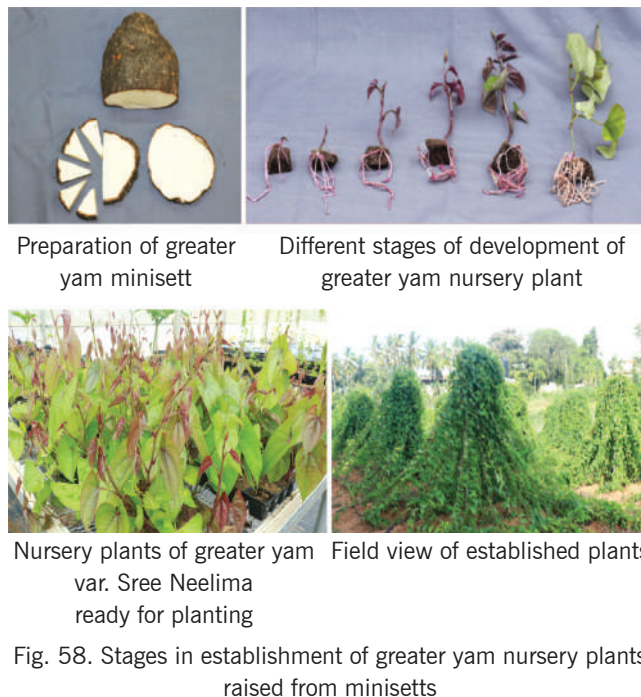 Preparation of greater
yam minisett
Different stages of development of
greater yam nursery plant
Nursery plants of greater yam
var. Sree Neelima
ready for planting
Field view of established plants
Fig. 58. Stages in establishment of greater yam nursery plants
raised from minisetts